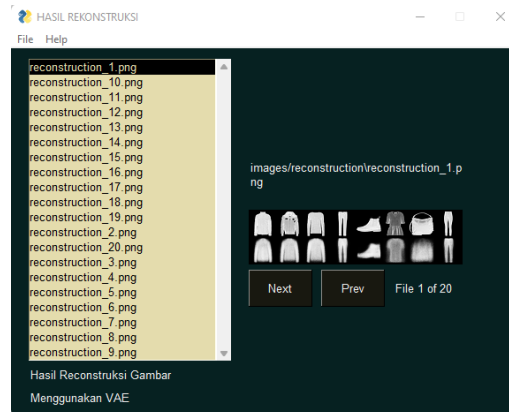 HASIL REKONSTRUKSI
File Help
reconstruction_1.png
reconstruction_10.png
reconstruction_11.png
reconstruction_12.png
reconstruction_13.png
reconstruction_14.png
reconstruction_15.png
reconstruction_16.png
reconstruction_17.png
reconstruction_18.png
reconstruction_19.png
reconstruction_2.png
reconstruction_20.png
reconstruction_3.png
reconstruction_4.png
reconstruction_5.png
reconstruction_6.png
reconstruction_7.png
reconstruction_8.png
reconstruction_9.png
Hasil Reconstruksi Gambar
Menggunakan VAE
images/reconstruction\reconstruction_1.p
ng
Next Prev File 1 of 20